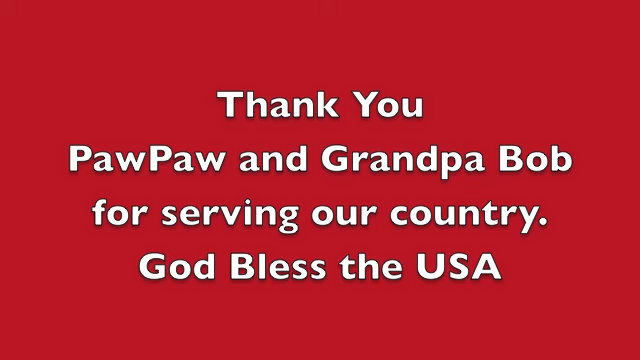 Thank You
PawPaw and Grandpa Bob
for serving our country.
God Bless the USA